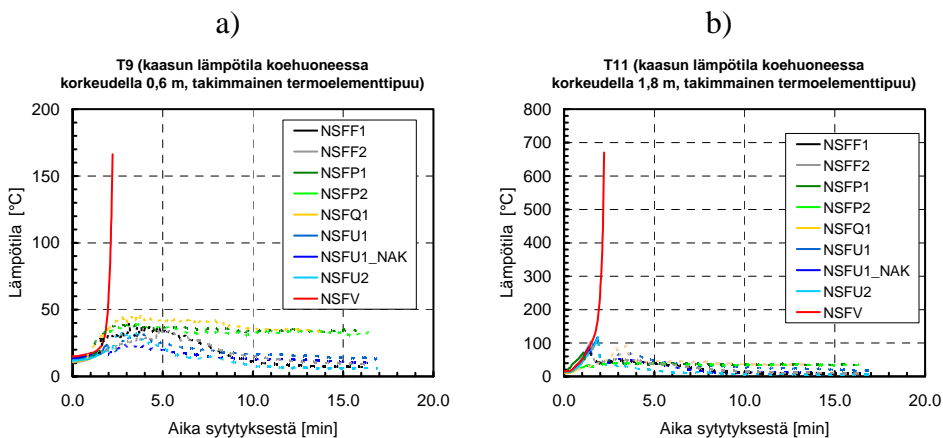 a)
T9 (kaasun lämpötila koehuoneessa
korkeudella 0,6 m, takimmainen termoelementtipuu)
Lämpötila [°C]
200
150
100
50
0
NSFF1
NSFF2
NSFP1
NSFP2
NSFQ1
NSFU1
NSFU1_NAK
NSFU2
NSFV
0.0 5.0 10.0 15.0 20.0
Aika sytytyksestä [min]
b)
T11 (kaasun lämpötila koehuoneessa
korkeudella 1,8 m, takimmainen termoelementtipuu)
Lämpötila [°C]
800
700
600
500
400
300
200
100
0
NSFF1
NSFF2
NSFP1
NSFP2
NSFQ1
NSFU1
NSFU1_NAK
NSFU2
NSFV
0.0 5.0 10.0 15.0 20.0
Aika sytytyksestä [min]